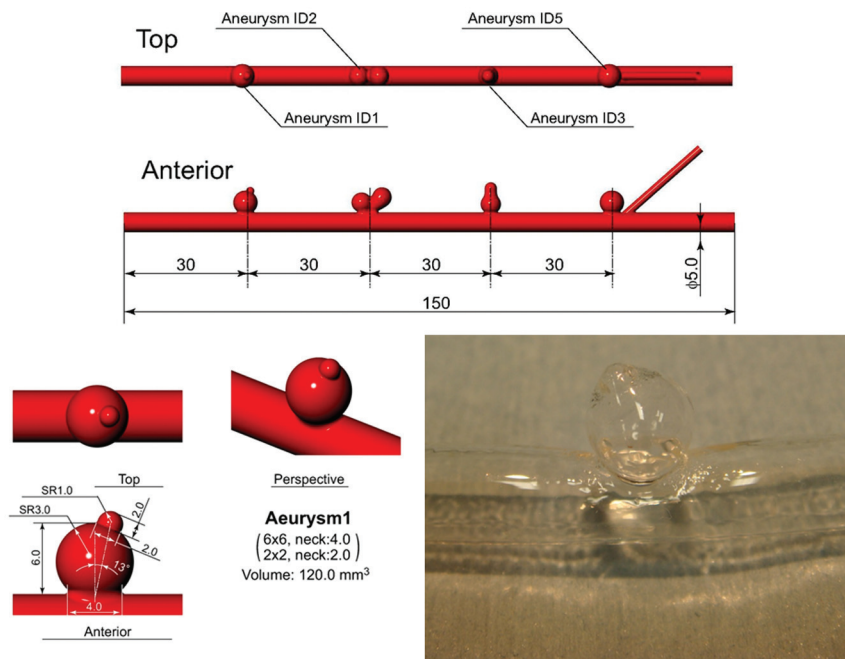 Top
Aneurysm ID2
Aneurysm ID5
Aneurysm ID1
Aneurysm ID3
Anterior
30
30
30
30
φ5.0
150
Top
SR1.0
SR3.0
2.0
2.0
6.0
13°
4.0
Anterior
Perspective
Aeurysm1
(6x6, neck:4.0
2x2, neck:2.0)
Volume: 120.0 mm³